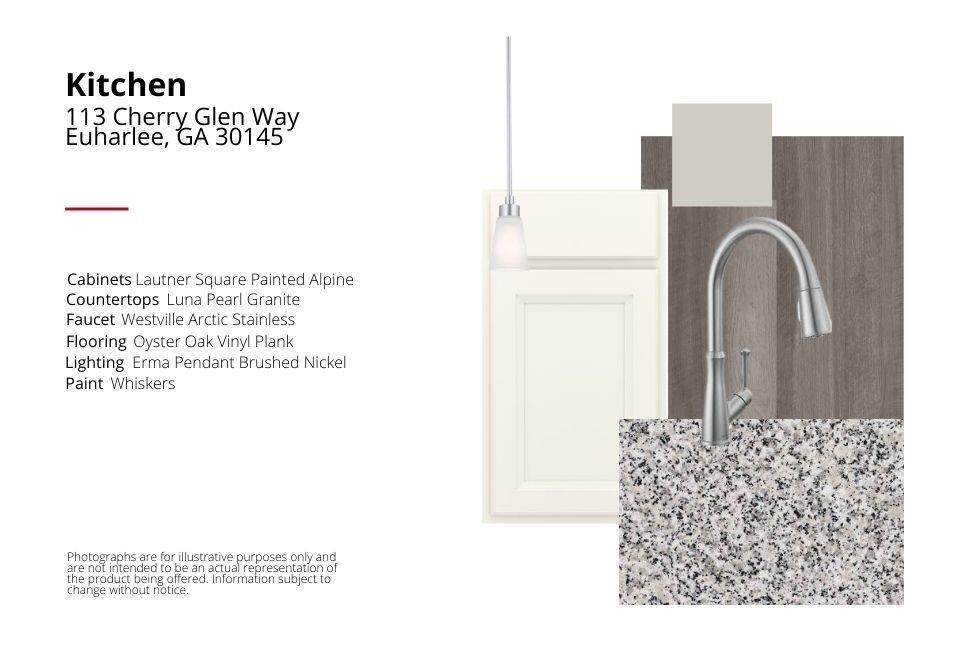 Kitchen
113 Cherry Glen Way
Euharlee, GA 30145
Cabinets Lautner Square Painted Alpine
Countertops Luna Pearl Granite
Faucet Westville Arctic Stainless
Flooring Oyster Oak Vinyl Plank
Lighting Erma Pendant Brushed Nickel
Paint Whiskers
Photographs are for illustrative purposes only and
are not intended to be an actual representation of
the product being offered. Information subject to
change without notice.